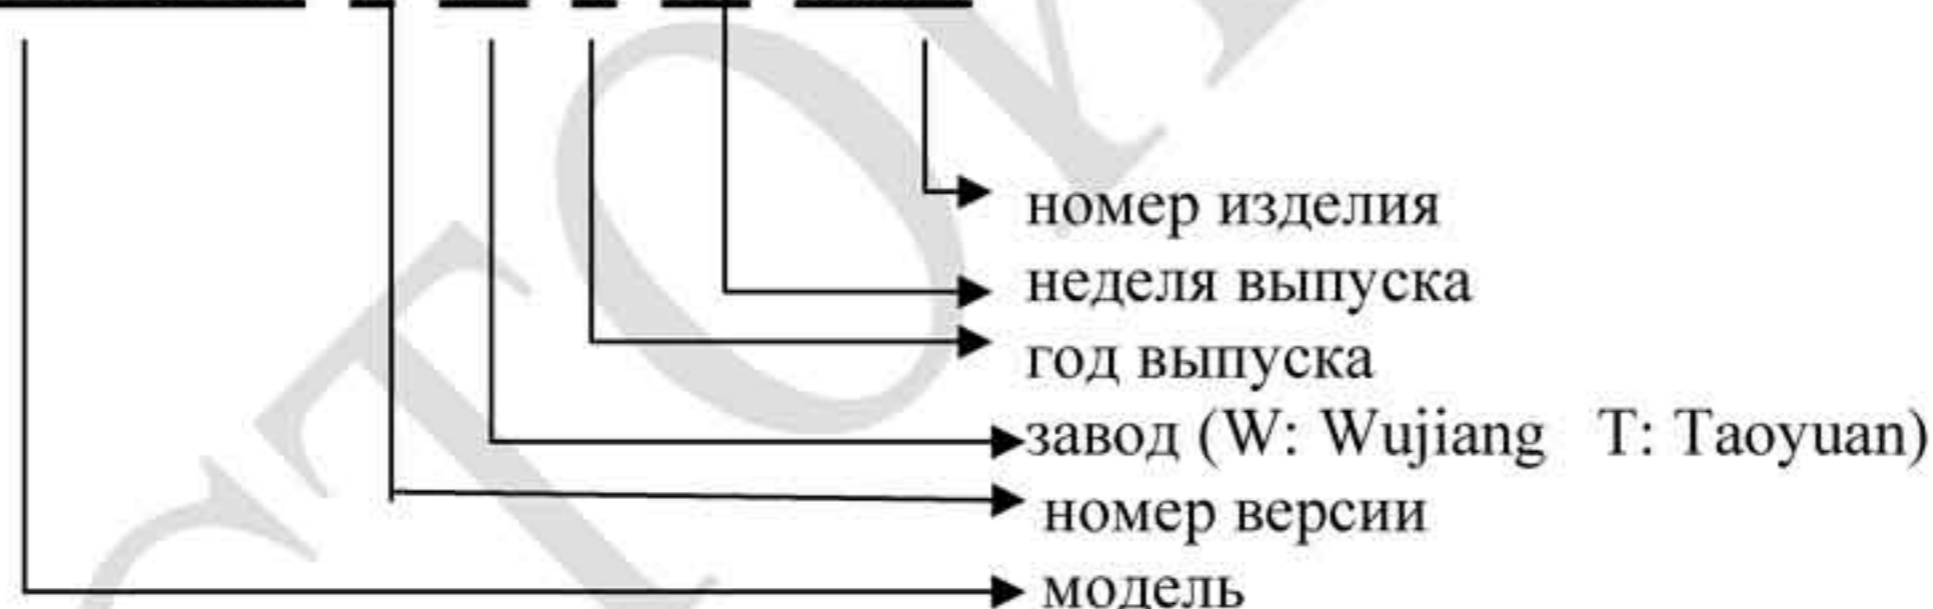 номер изделия
неделя выпуска
год выпуска
завод (W: Wujiang T: Taoyuan)
номер версии
модель